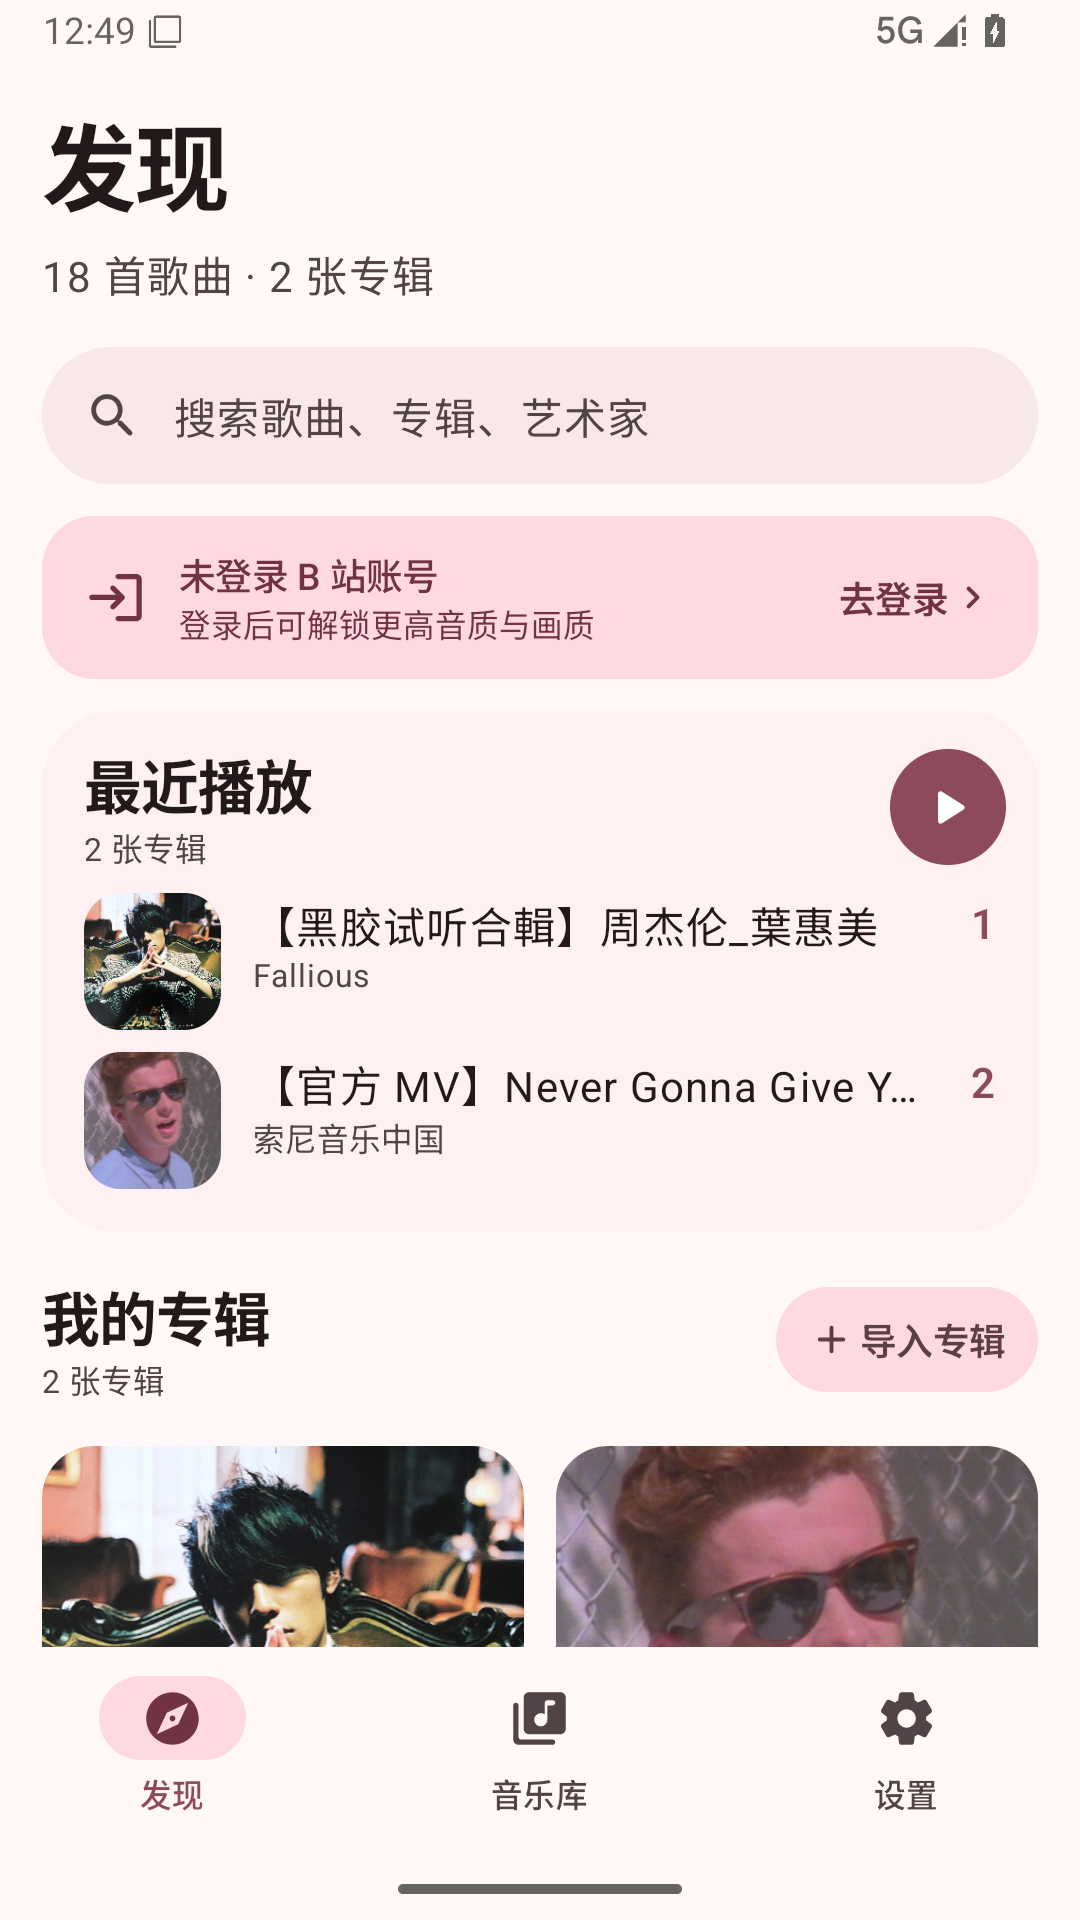 12:49
5G
发现
18 首歌曲 · 2 张专辑
搜索歌曲、专辑、艺术家
未登录 B 站账号
登录后可解锁更高音质与画质
去登录
最近播放
2 张专辑
【黑胶试听合輯】周杰伦_葉惠美
1
Fallious
【官方 MV】Never Gonna Give Y...
2
索尼音乐中国
我的专辑
2 张专辑
导入专辑
发现
音乐库
设置